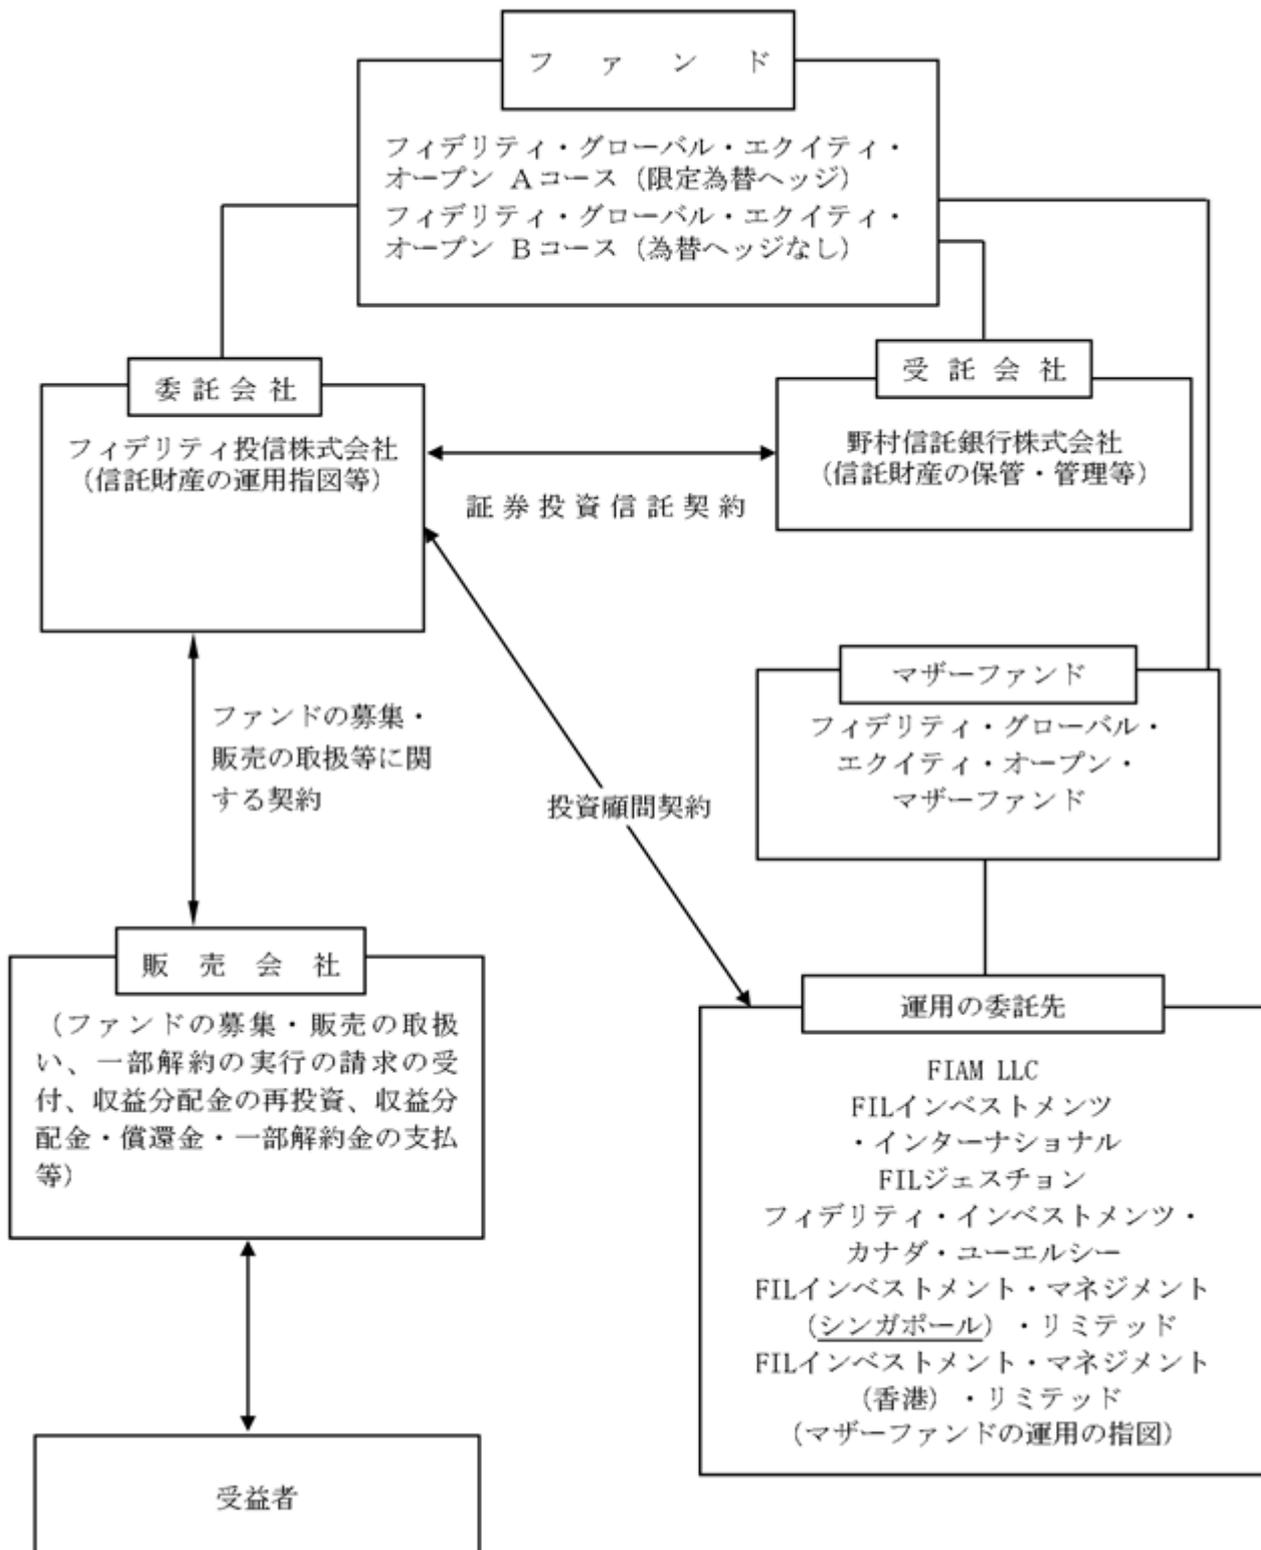 ファンド
フィデリティ・グローバル・エクイティ・
オープン Aコース（限定為替ヘッジ）
フィデリティ・グローバル・エクイティ・
オープン Bコース（為替ヘッジなし）
委託会社
フィデリティ投信株式会社
（信託財産の運用指図等）
受託会社
野村信託銀行株式会社
（信託財産の保管・管理等）
証券投資信託契約
マザーファンド
フィデリティ・グローバル・
エクイティ・オープン・
マザーファンド
ファンドの募集・
販売の取扱等に関
する契約
投資顧問契約
販売会社
（ファンドの募集・販売の取扱
い、一部解約の実行の請求の受
付、収益分配金の再投資、収益分
配金・償還金・一部解約金の支払
等）
運用の委託先
FIAM LLC
FILインベストメンツ
・インターナショナル
FILジェスチョン
フィデリティ・インベストメンツ・
カナダ・ユーエルシー
FILインベストメント・マネジメント
（シンガポール）・リミテッド
FILインベストメント・マネジメント
（香港）・リミテッド
（マザーファンドの運用の指図）
受益者